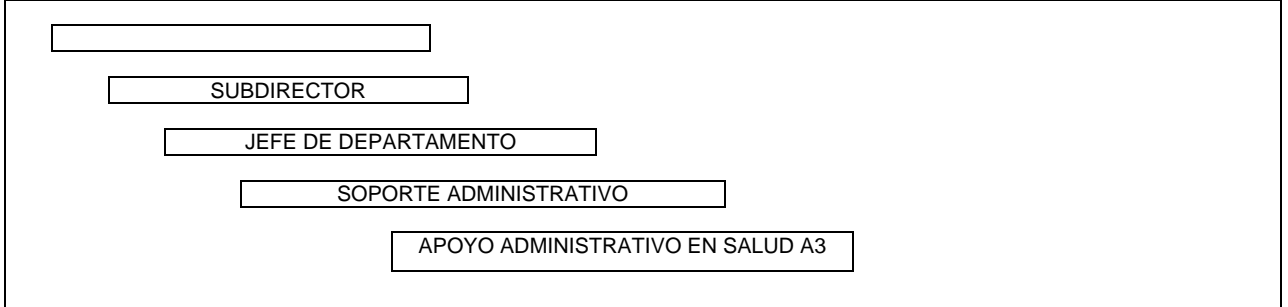 SUBDIRECTOR
JEFE DE DEPARTAMENTO
SOPORTE ADMINISTRATIVO
APOYO ADMINISTRATIVO EN SALUD A3